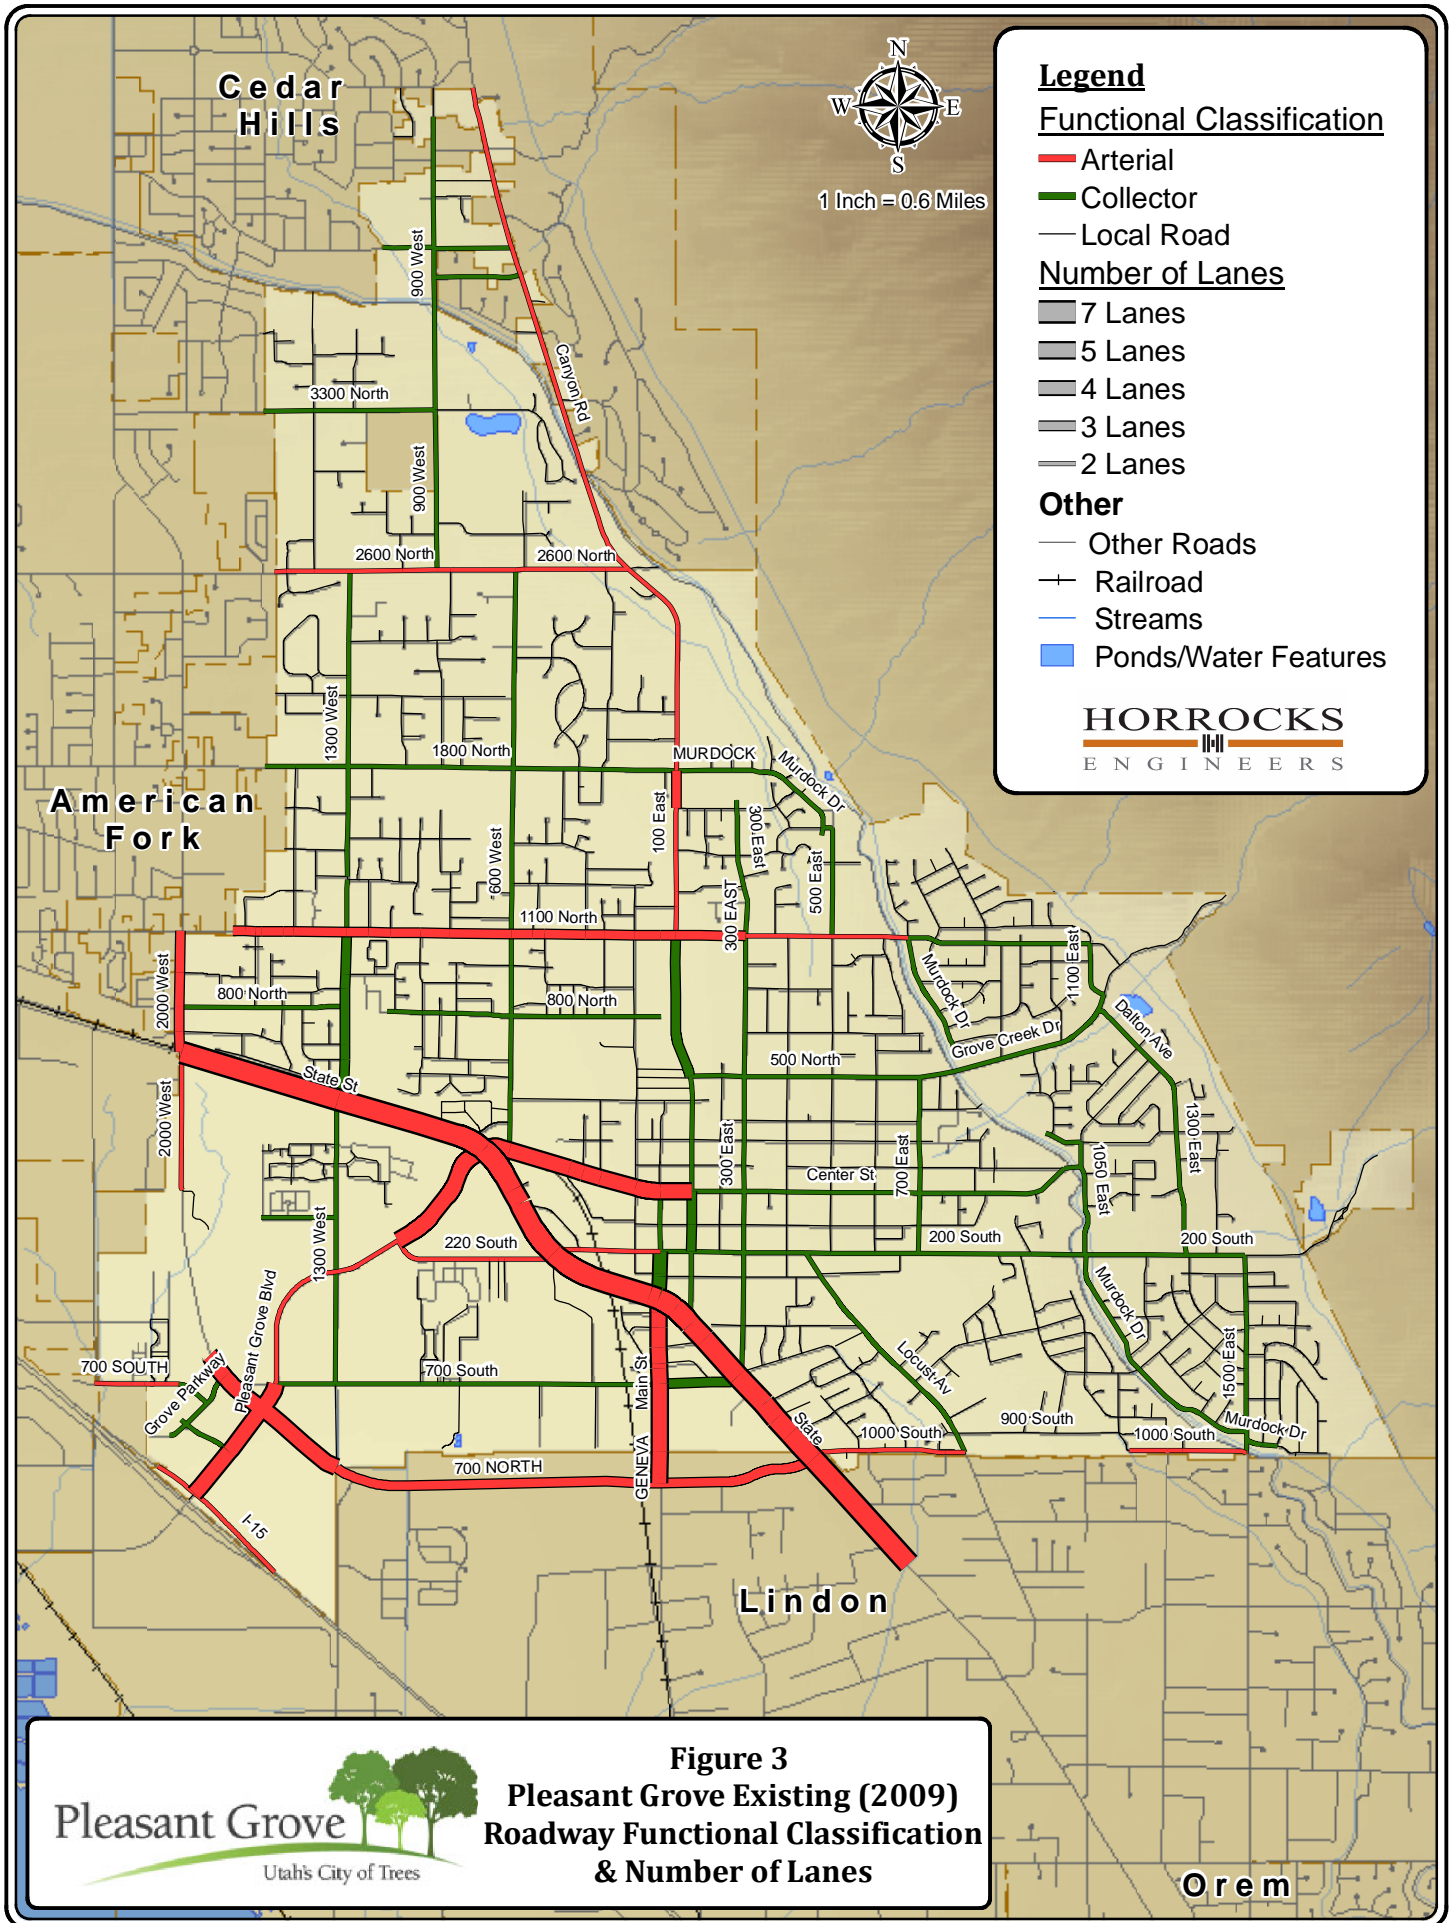 Cedar
Hills
N
W E
S
1 Inch = 0.6 Miles
Legend
Functional Classification
Arterial
Collector
Local Road
Number of Lanes
7 Lanes
5 Lanes
4 Lanes
3 Lanes
2 Lanes
Other
Other Roads
Railroad
Streams
Ponds/Water Features
HORROCKS
ENGINEERS
900 West
Canyon Rd
3300 North
900 West
2600 North
2600 North
1300 West
1800 North
MURDOCK
Murdock Dr
American
Fork
100 East
300 East
600 West
500 East
300 EAST
1100 North
2000 West
800 North
800 North
Murdock Dr
1100 East
Dalton Ave
Grove Creek Dr
500 North
State St
2000 West
300 East
700 East
Center St
1050 East
1300 East
1300 West
220 South
200 South
200 South
Pleasant Grove Blvd
Murdock Dr
700 SOUTH
Grove Parkway
700 South
Main St
Locust Av
1500 East
State
1000 South
900 South
1000 South
Murdock Dr
700 NORTH
GENEVA
I-15
Lindon
Orem
Pleasant Grove
Utah's City of Trees
Figure 3
Pleasant Grove Existing (2009)
Roadway Functional Classification
& Number of Lanes